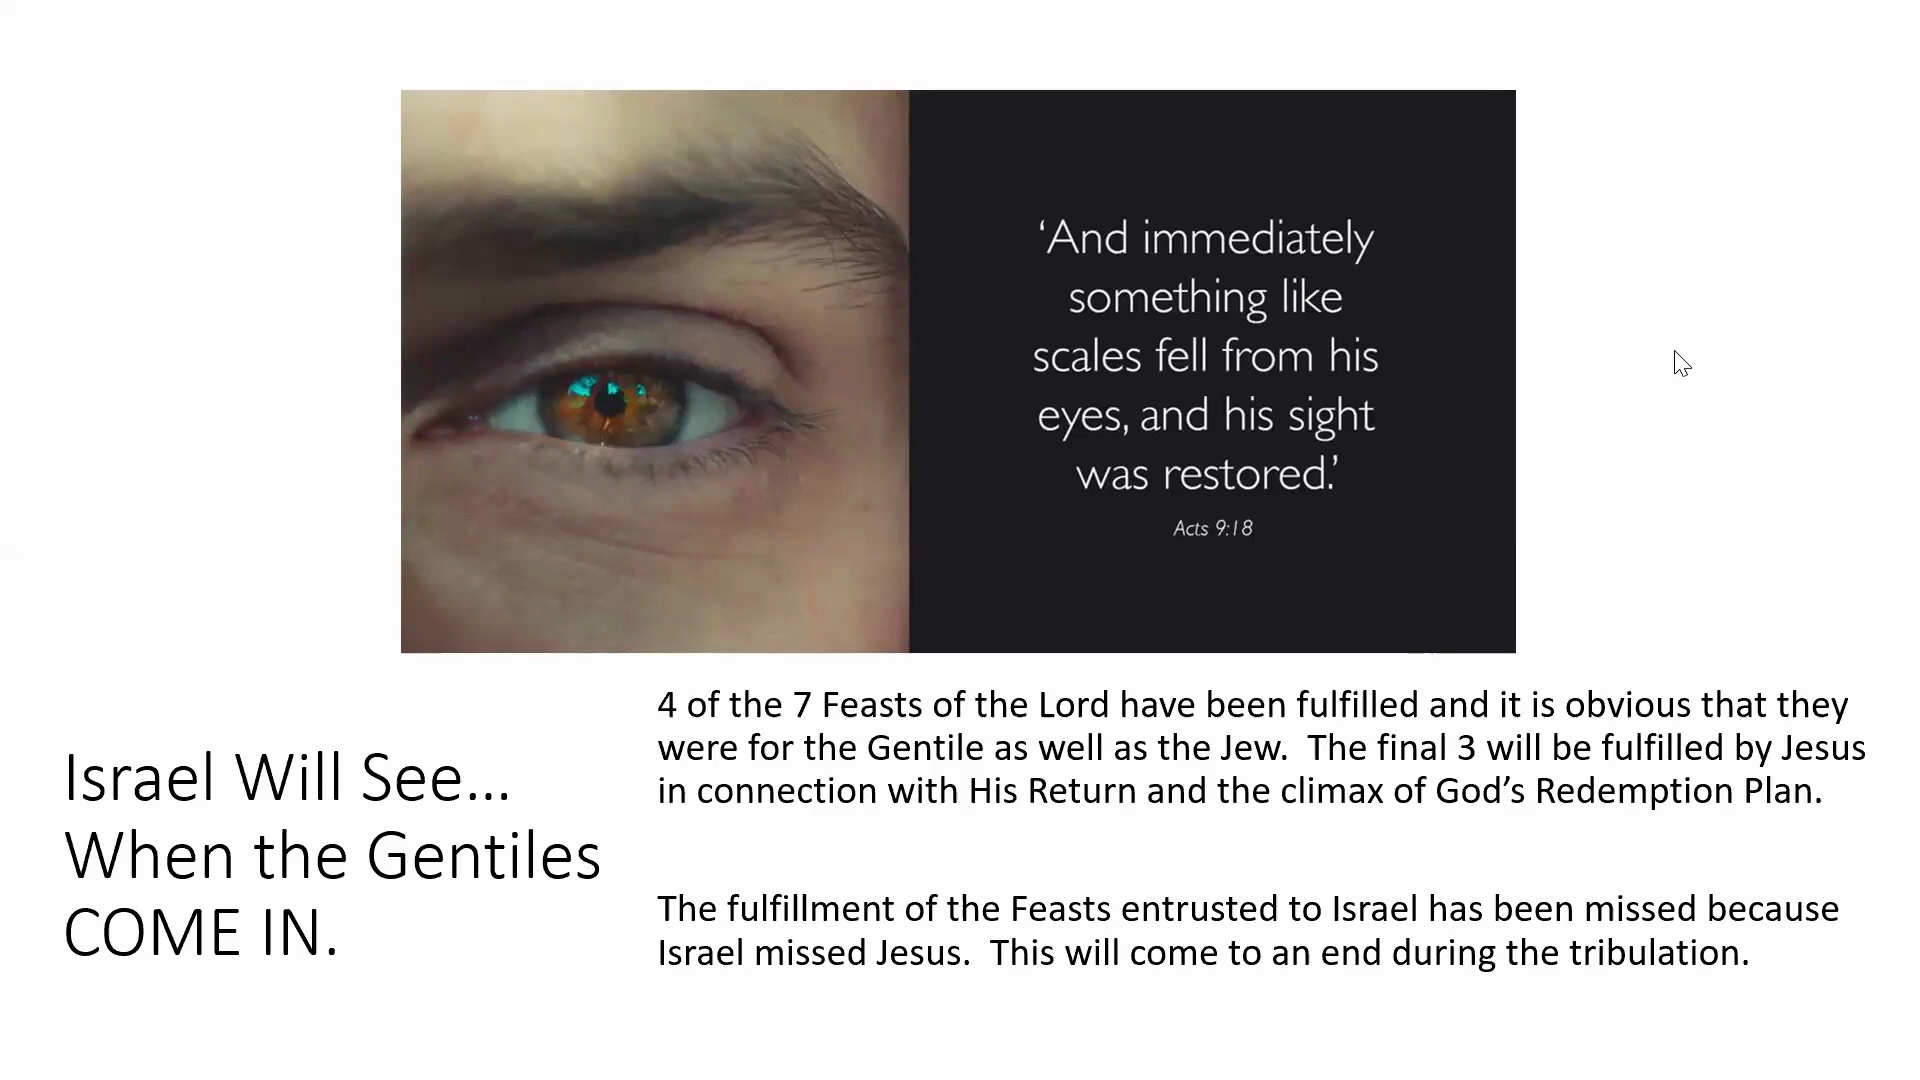 ‘And immediately
something like
scales fell from his
eyes, and his sight
was restored.’
Acts 9:18
Israel Will See…
When the Gentiles
COME IN.
4 of the 7 Feasts of the Lord have been fulfilled and it is obvious that they
were for the Gentile as well as the Jew.  The final 3 will be fulfilled by Jesus
in connection with His Return and the climax of God’s Redemption Plan.
The fulfillment of the Feasts entrusted to Israel has been missed because
Israel missed Jesus.  This will come to an end during the tribulation.